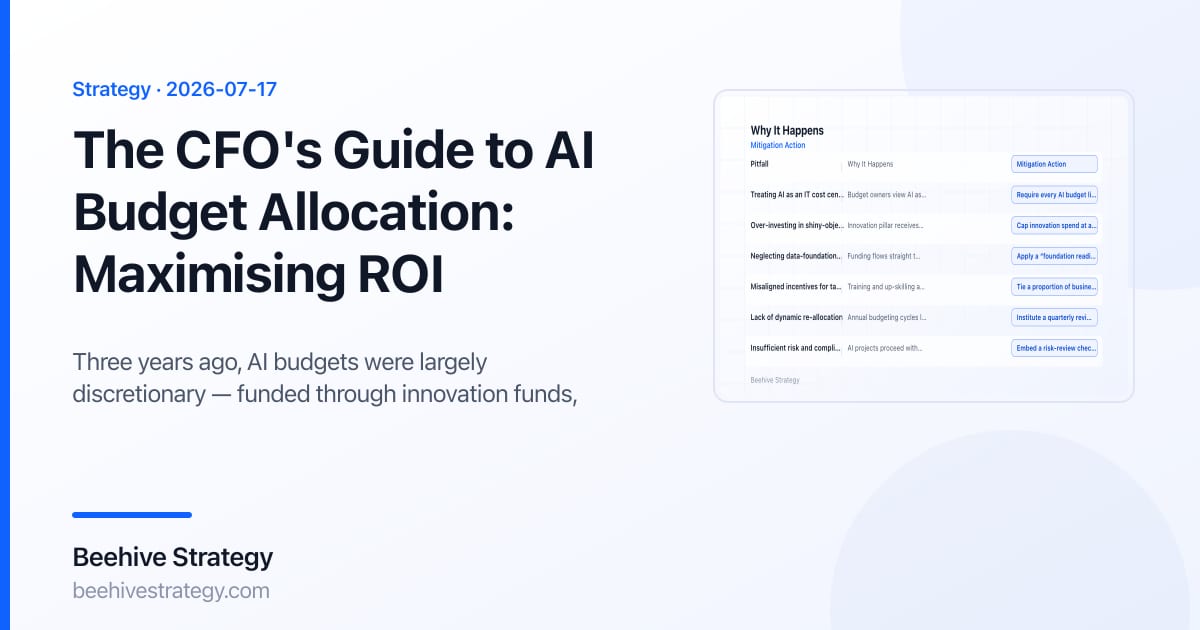 Strategy · 2026-07-17
The CFO's Guide to AI
Budget Allocation:
Maximising ROI
Three years ago, AI budgets were largely
discretionary — funded through innovation funds,
Beehive Strategy
beehivestrategy.com
Why It Happens
Mitigation Action
Pitfall Why It Happens Mitigation Action
Treating AI as an IT cost cen... Budget owners view AI as... Require every AI budget li...
Over-investing in shiny-obje... Innovation pillar receives... Cap innovation spend at a...
Neglecting data-foundation... Funding flows straight t... Apply a "foundation readi...
Misaligned incentives for ta... Training and up-skilling a... Tie a proportion of busine...
Lack of dynamic re-allocation Annual budgeting cycles l... Institute a quarterly revi...
Insufficient risk and compli... AI projects proceed with... Embed a risk-review chec...
Beehive Strategy